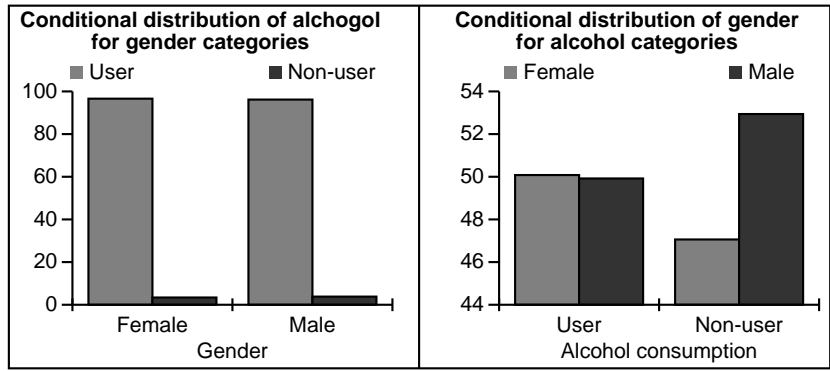 Conditional distribution of alchogol
for gender categories
User
Non-user
100
80
60
40
20
0
Female
Male
Gender
Conditional distribution of gender
for alcohol categories
Female
Male
54
52
50
48
46
44
User
Non-user
Alcohol consumption